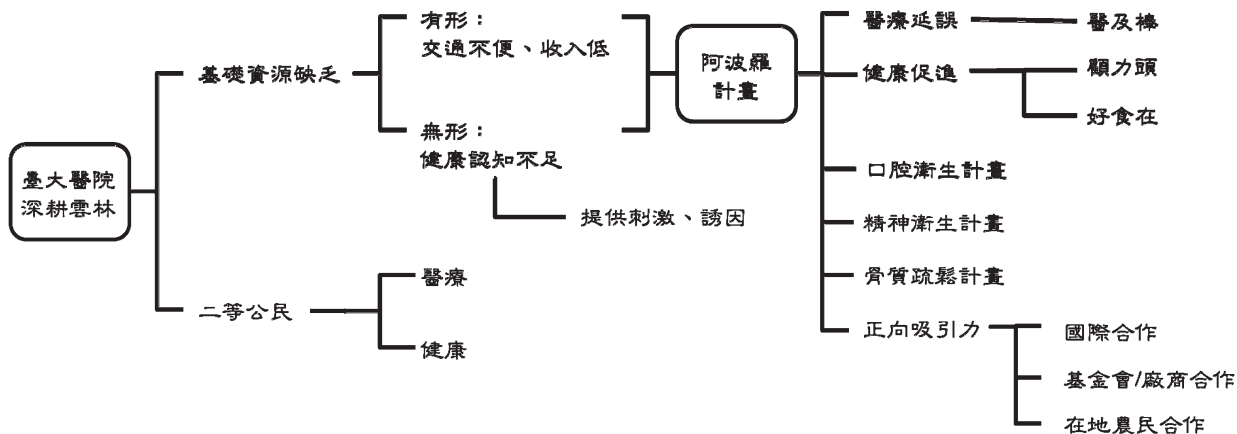 臺大醫院
深耕雲林
基礎資源缺乏
有形：
交通不便、收入低
無形：
健康認知不足
提供刺激、誘因
二等公民
醫療
健康
阿波羅
計畫
醫療延誤
醫及棒
健康促進
顧力頭
好食在
口腔衛生計畫
精神衛生計畫
骨質疏鬆計畫
正向吸引力
國際合作
基金會/廠商合作
在地農民合作